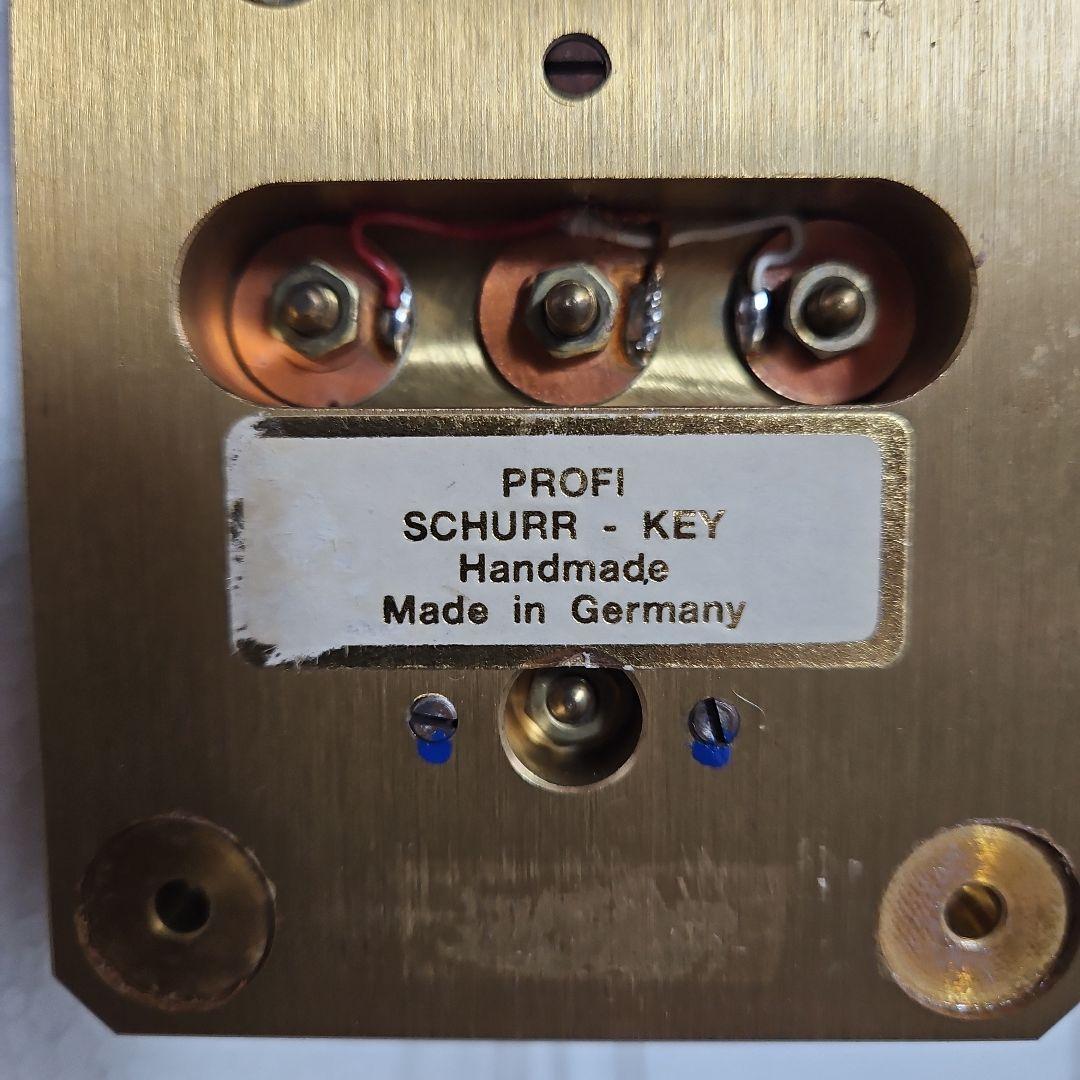 PROFI
SCHURR - KEY
Handmade
Made in Germany